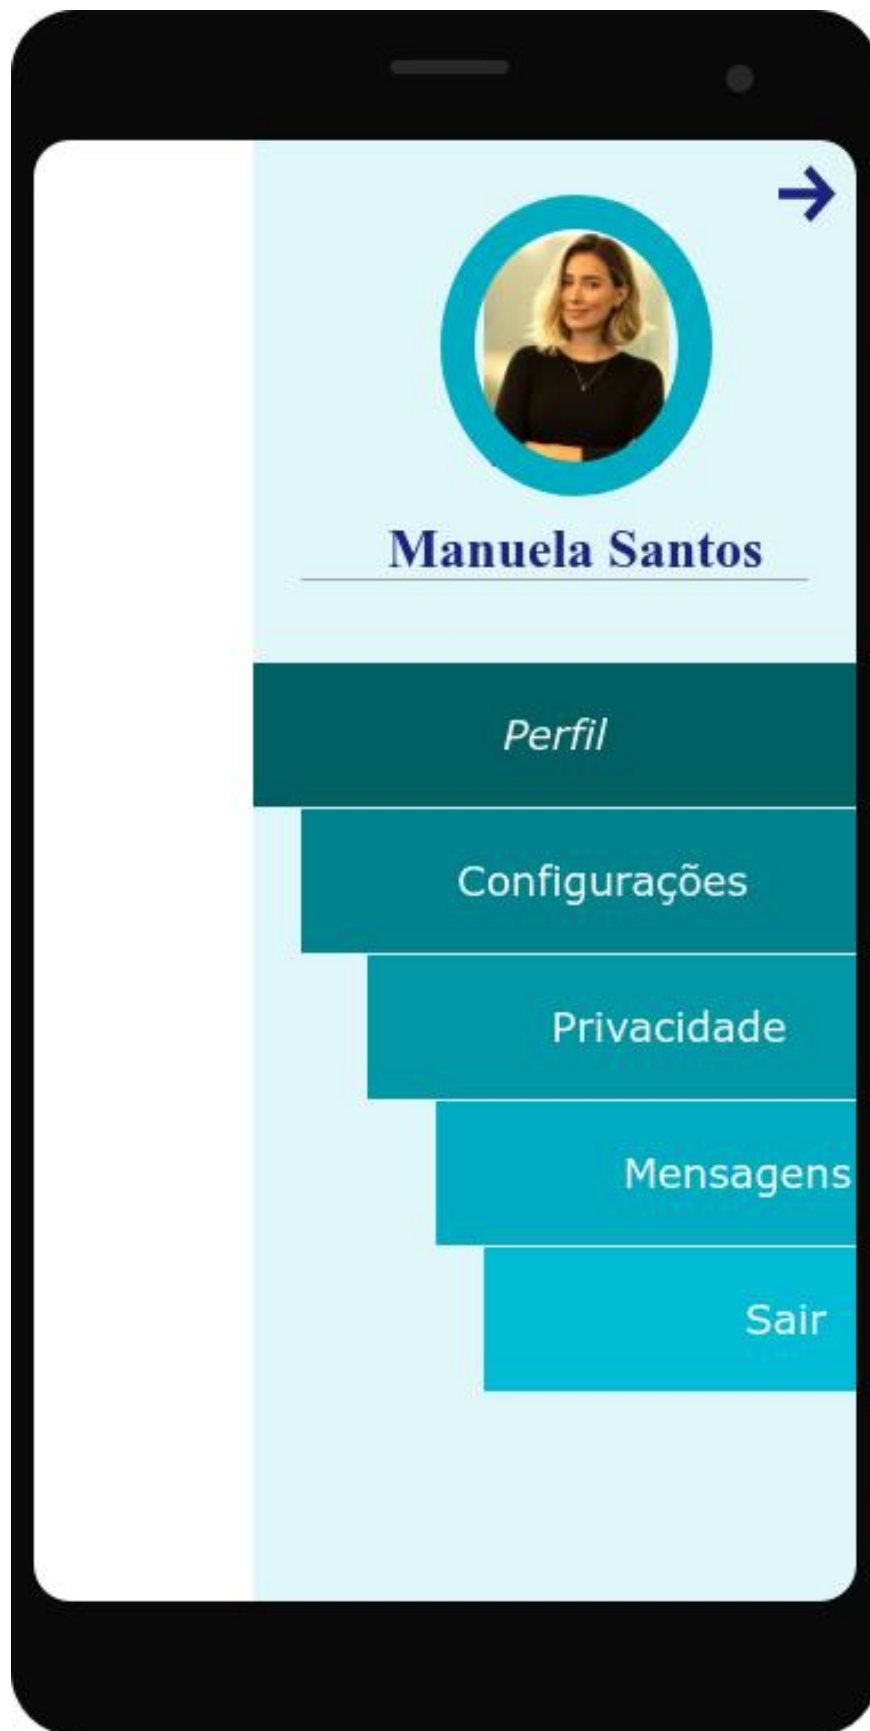 Manuela Santos
Perfil
Configurações
Privacidade
Mensagens
Sair